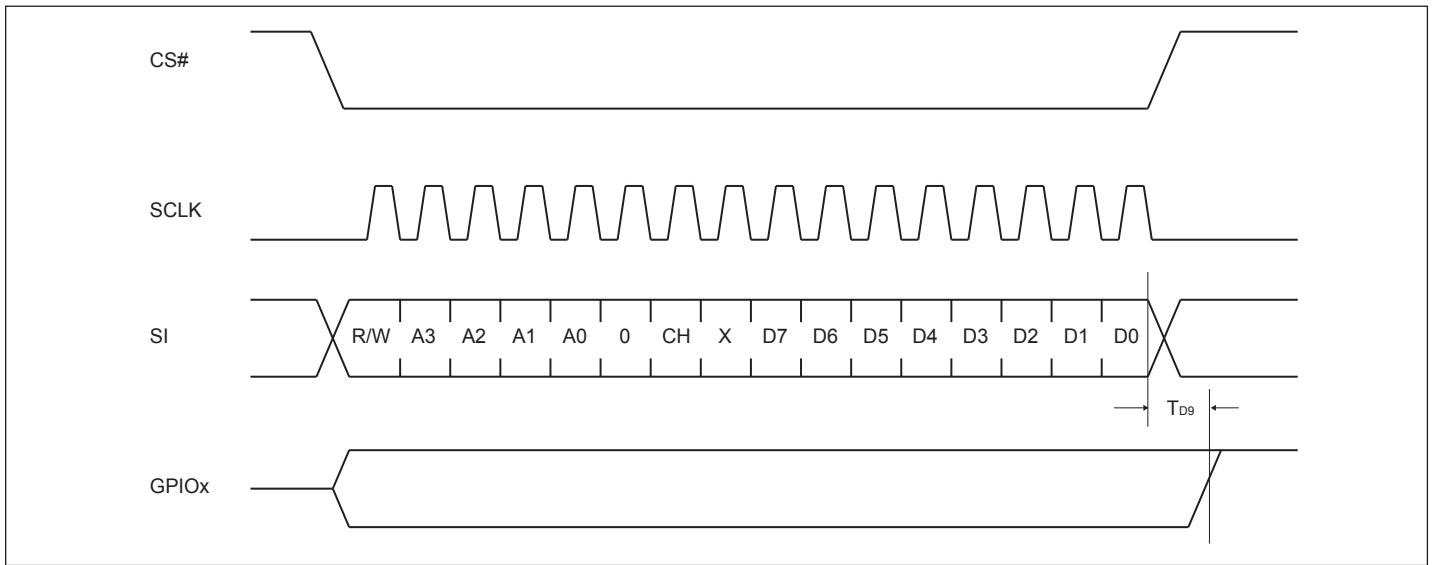 CS#
SCLK
SI R/W A3 A2 A1 A0 0 CH X D7 D6 D5 D4 D3 D2 D1 D0
TD9
GPIOx